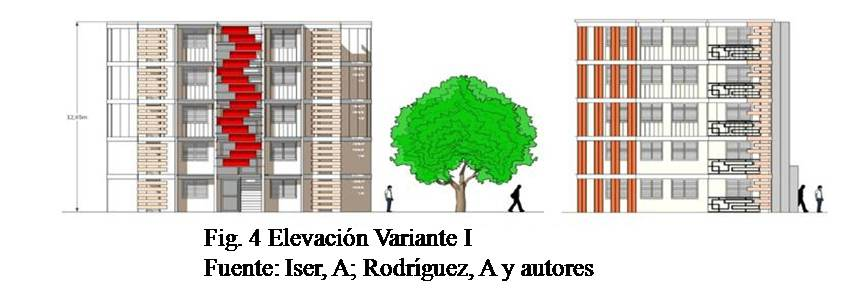 Fig. 4 Elevación Variante I
Fuente: Iser, A; Rodríguez, A y autores